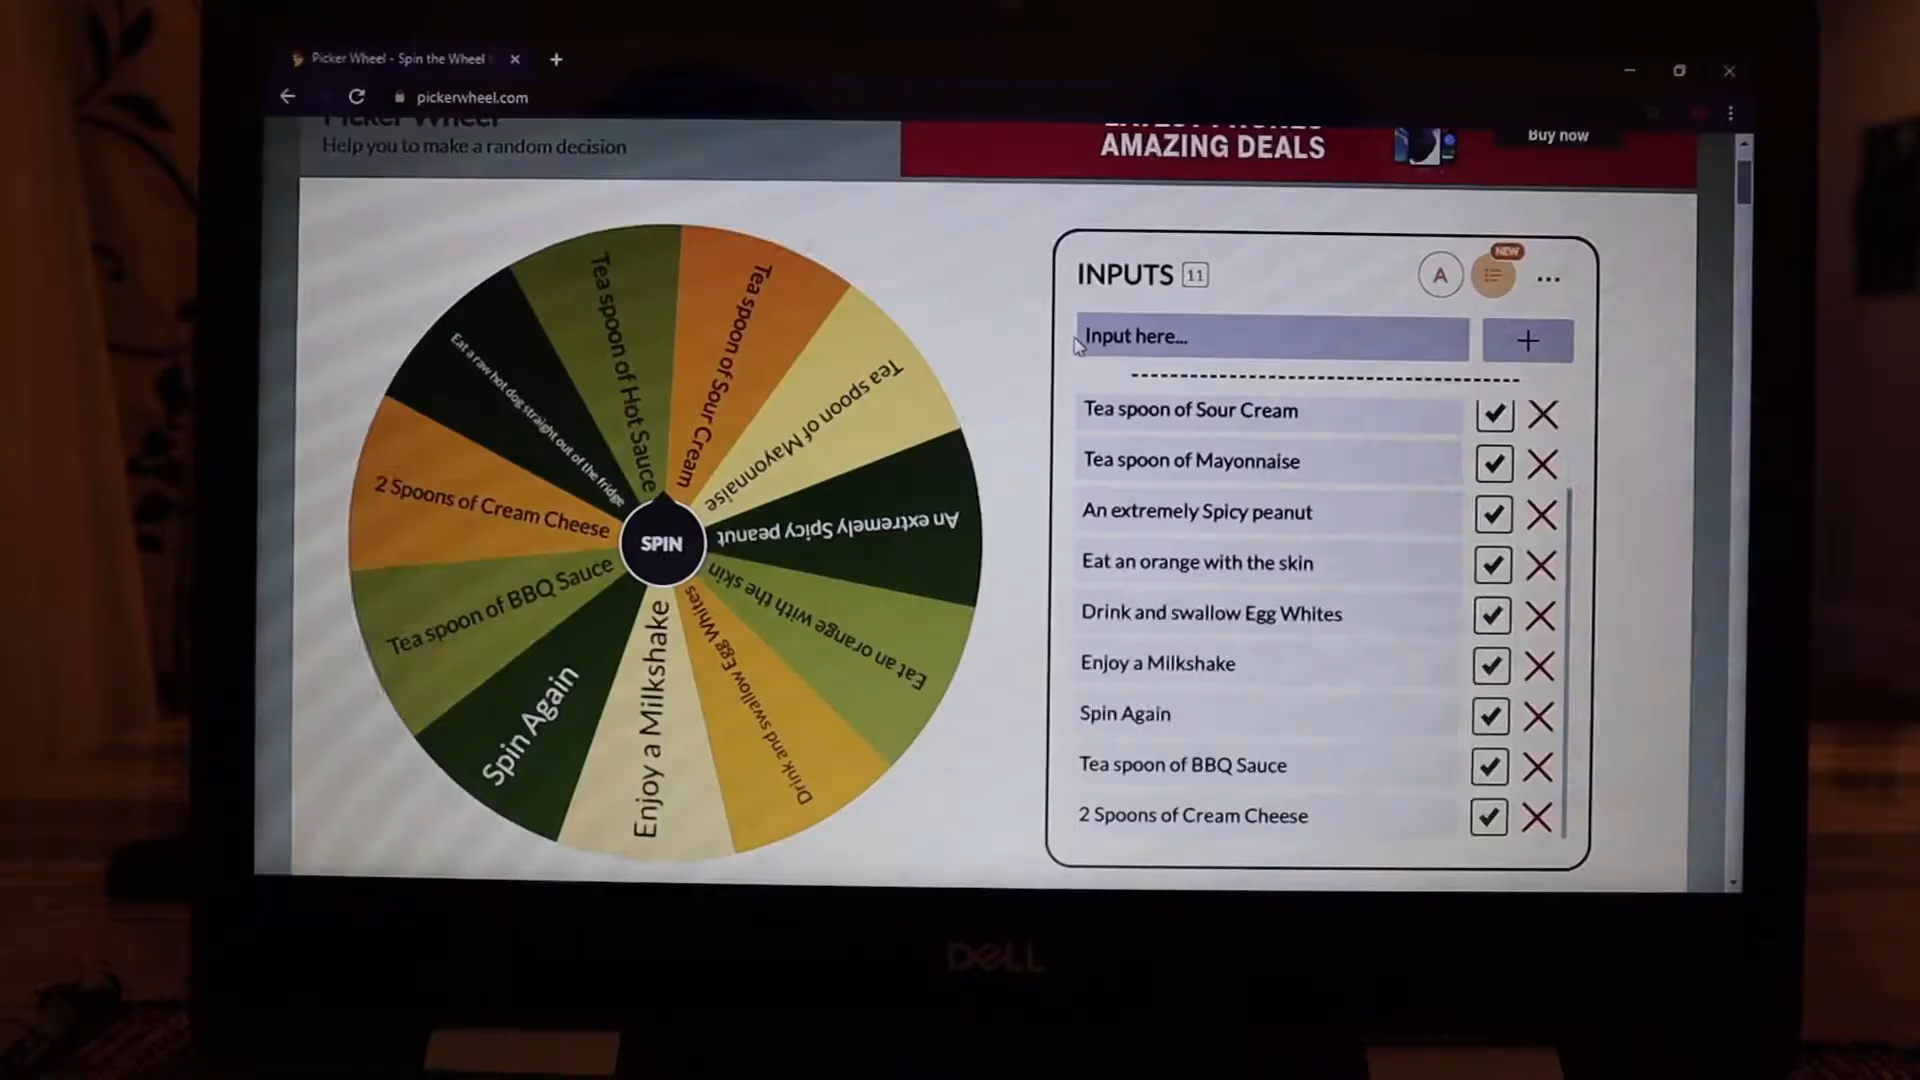 Picker Wheel - Spin the Wheel
pickerwheel.com
Picker Wheel
Help you to make a random decision
AMAZING DEALS
Buy now
Tea spoon of Hot Sauce
Tea spoon of Sour Cream
Tea spoon of Mayonnaise
An extremely Spicy peanut
Eat an orange with the skin
Drink and swallow Egg Whites
Enjoy a Milkshake
Spin Again
Tea spoon of BBQ Sauce
2 Spoons of Cream Cheese
Eat a raw hot dog straight out of the fridge
SPIN
INPUTS 11
A
NEW
Input here...
Tea spoon of Sour Cream
Tea spoon of Mayonnaise
An extremely Spicy peanut
Eat an orange with the skin
Drink and swallow Egg Whites
Enjoy a Milkshake
Spin Again
Tea spoon of BBQ Sauce
2 Spoons of Cream Cheese
DELL